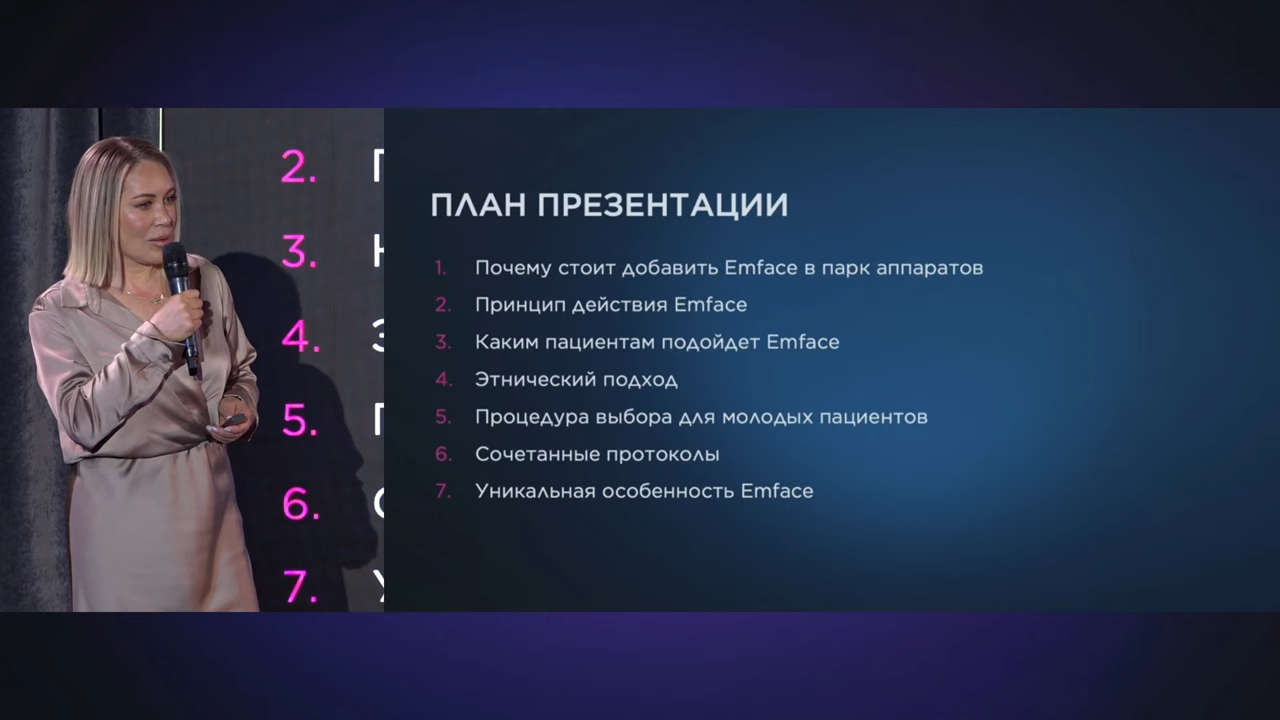 2.
3.
4.
5.
6.
7.
ПЛАН ПРЕЗЕНТАЦИИ
1. Почему стоит добавить Emface в парк аппаратов
2. Принцип действия Emface
3. Каким пациентам подойдет Emface
4. Этнический подход
5. Процедура выбора для молодых пациентов
6. Сочетанные протоколы
7. Уникальная особенность Emface